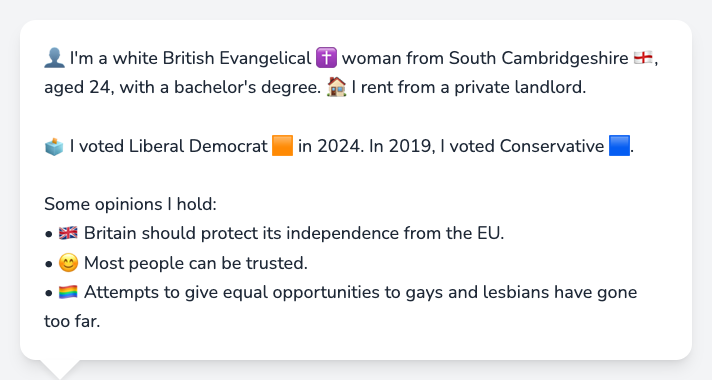 👤 I'm a white British Evangelical ✝️ woman from South Cambridgeshire 🏴󠁧󠁢󠁥󠁮󠁧󠁿,
aged 24, with a bachelor's degree. 🏠 I rent from a private landlord.
🗳️ I voted Liberal Democrat 🟧 in 2024. In 2019, I voted Conservative 🟦.
Some opinions I hold:
• 🇬🇧 Britain should protect its independence from the EU.
• 😊 Most people can be trusted.
• 🏳️‍🌈 Attempts to give equal opportunities to gays and lesbians have gone
too far.